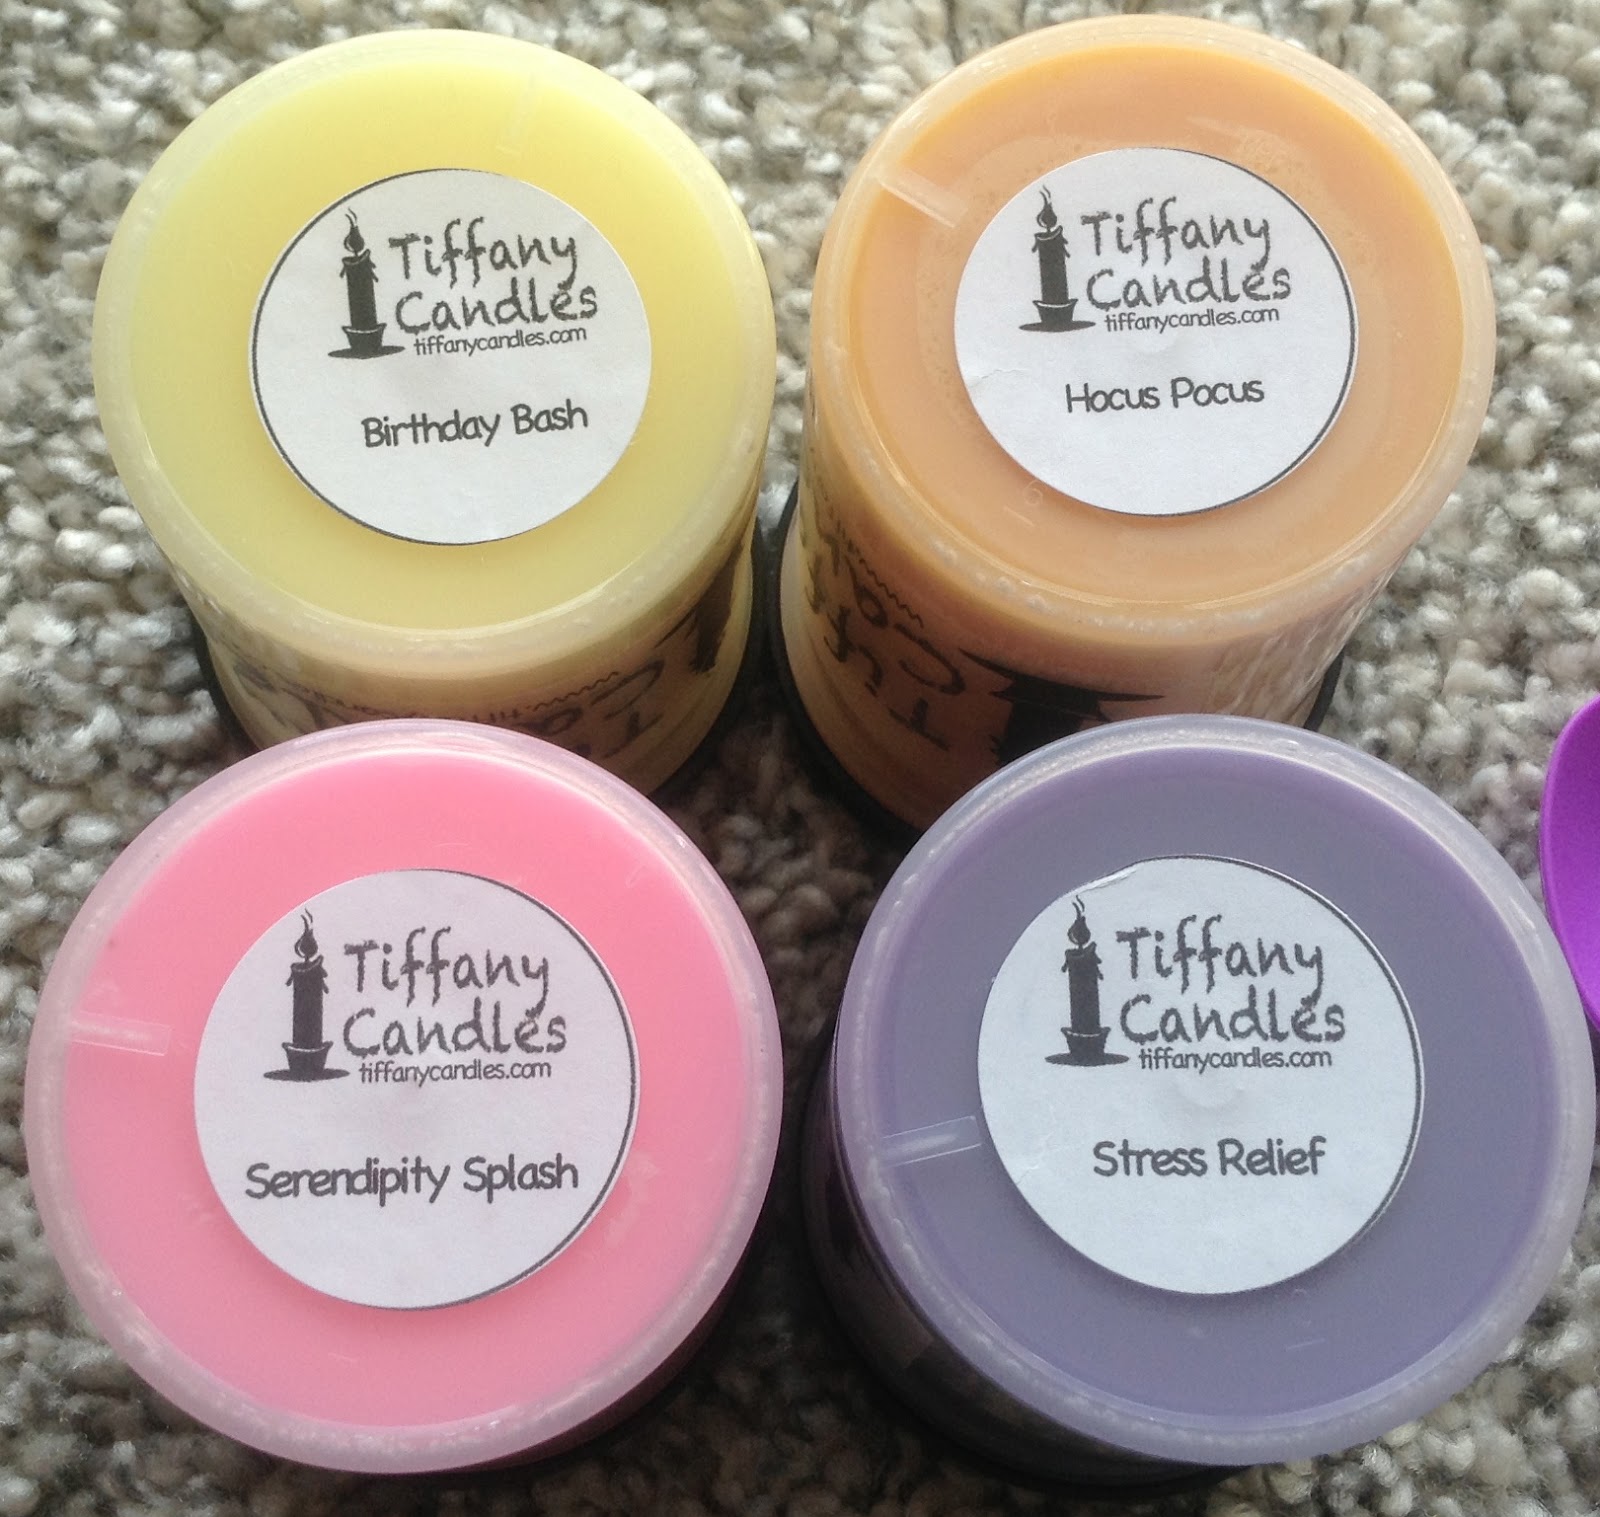 Tiffany
Candles
tiffanycandles.com
Birthday Bash
Tiffany
Candles
tiffanycandles.com
Hocus Pocus
Tiffany
Candles
tiffanycandles.com
Serendipity Splash
Tiffany
Candles
tiffanycandles.com
Stress Relief